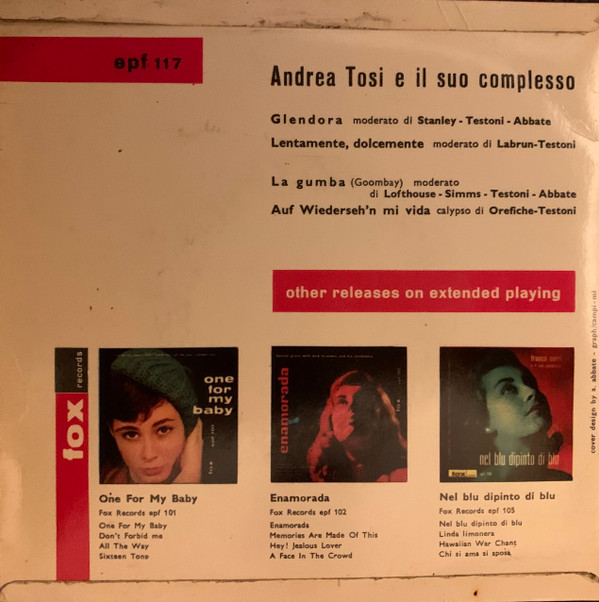 epf 117
Andrea Tosi e il suo complesso
Glendora moderato di Stanley - Testoni - Abbate
Lentamente, dolcemente moderato di Labrun-Testoni
La gumba (Goombay) moderato
di Lofthouse - Simms - Testoni - Abbate
Auf Wiederseh'n mi vida calypso di Orefiche-Testoni
other releases on extended playing
fox records
one
for
my
baby
enamorada
nel blu dipinto di blu
One For My Baby
Fox Records epf 101
One For My Baby
Don't Forbid me
All The Way
Sixteen Tons
Enamorada
Fox Records epf 102
Enamorada
Memories Are Made Of This
Hey! Jealous Lover
A Face In The Crowd
Nel blu dipinto di blu
Fox Records epf 105
Nel blu dipinto di blu
Linda limonera
Hawaiian War Chant
Chi si ama si sposa
cover design by s. abbate - graph/campi - mi